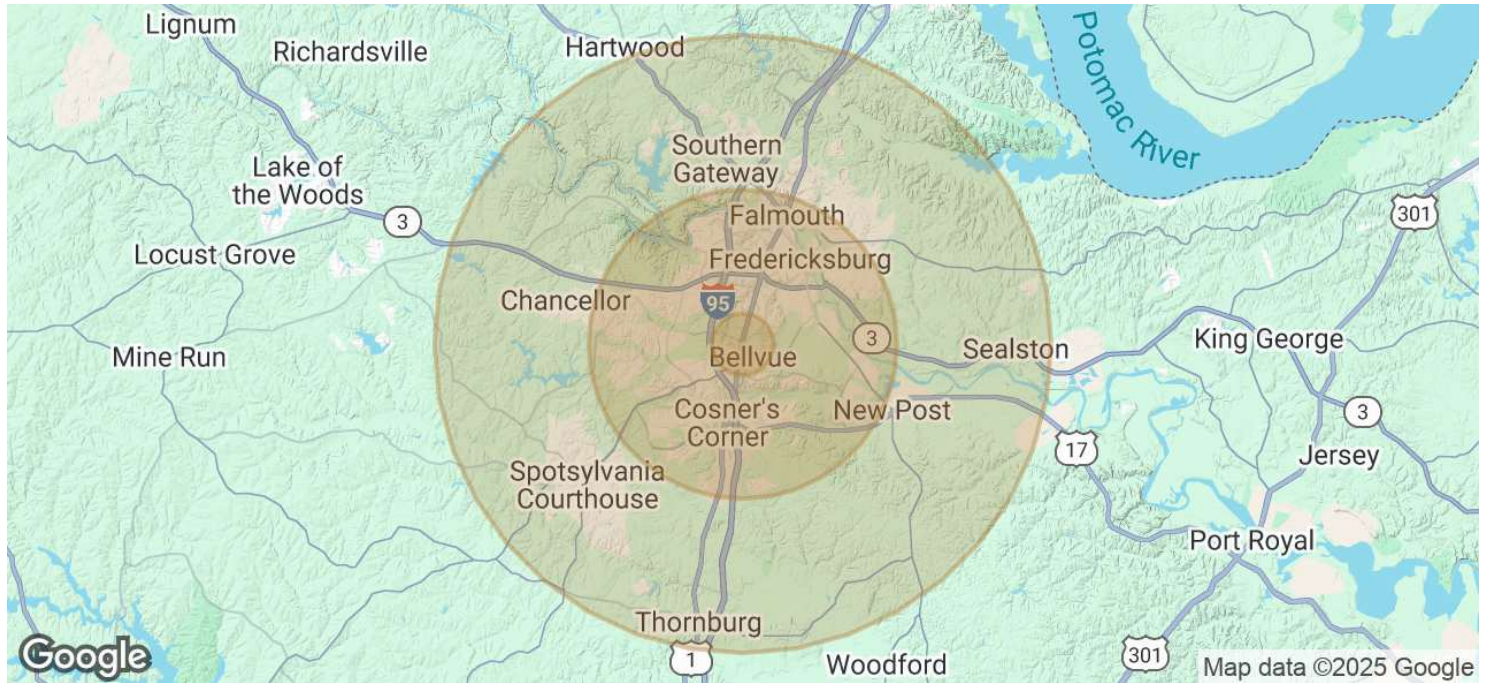 Lignum
Richardsville
Hartwood
Potomac River
Southern
Gateway
Lake of
the Woods
3
301
Falmouth
Locust Grove
Fredericksburg
Chancellor
95
3
King George
Sealston
Mine Run
Bellvue
Cosner's
Corner
New Post
3
17
Jersey
Spotsylvania
Courthouse
Port Royal
Thornburg
Google
1
Woodford
301
Map data ©2025 Google